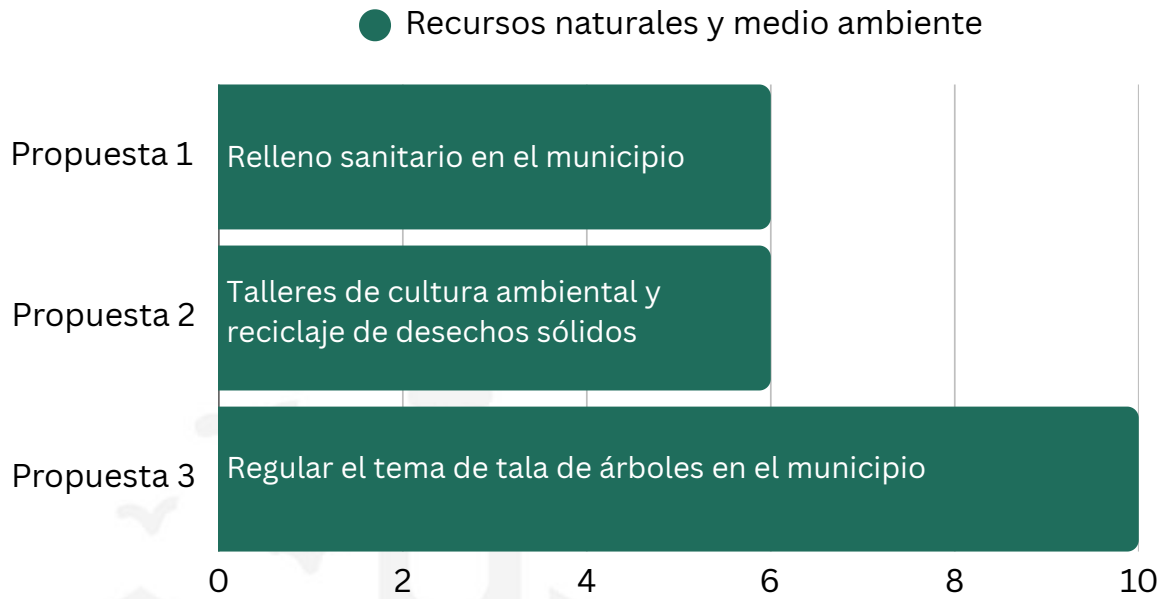 Recursos naturales y medio ambiente
Propuesta 1
Relleno sanitario en el municipio
Propuesta 2
Talleres de cultura ambiental y
reciclaje de desechos sólidos
Propuesta 3
Regular el tema de tala de árboles en el municipio
0 2 4 6 8 10